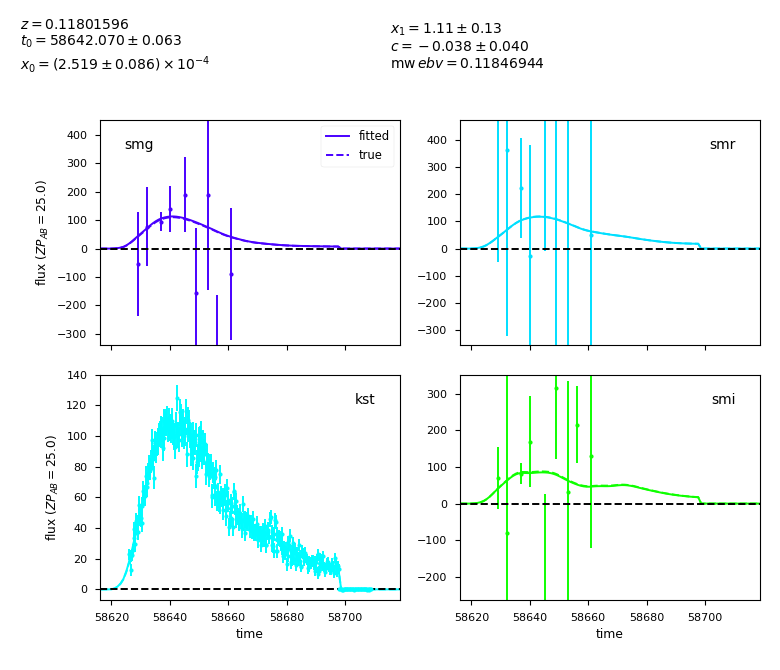 z = 0.11801596
t₀ = 58642.070 ± 0.063
x₀ = (2.519 ± 0.086) × 10⁻⁴
x₁ = 1.11 ± 0.13
c = −0.038 ± 0.040
mw ebv = 0.11846944
flux (ZP_AB = 25.0)
400
300
200
100
0
−100
−200
−300
smg
fitted
true
400
300
200
100
0
−100
−200
−300
smr
flux (ZP_AB = 25.0)
140
120
100
80
60
40
20
0
kst
58620 58640 58660 58680 58700
time
300
200
100
0
−100
−200
smi
58620 58640 58660 58680 58700
time